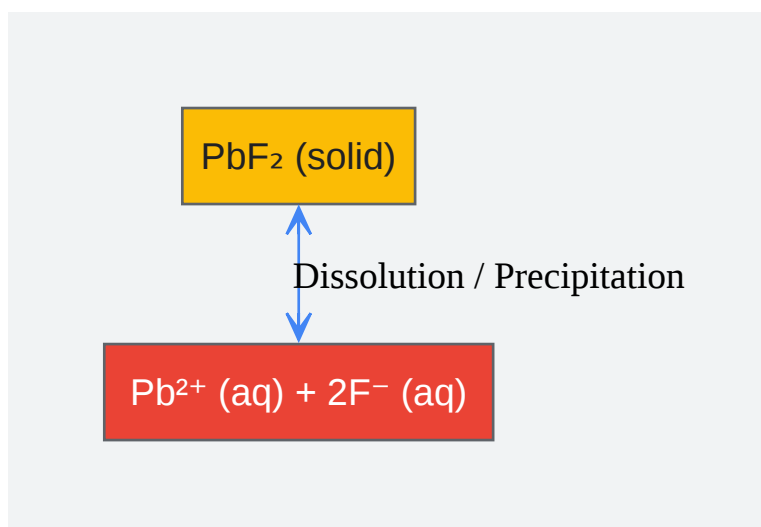 PbF₂ (solid)
Dissolution / Precipitation
Pb²⁺ (aq) + 2F⁻ (aq)